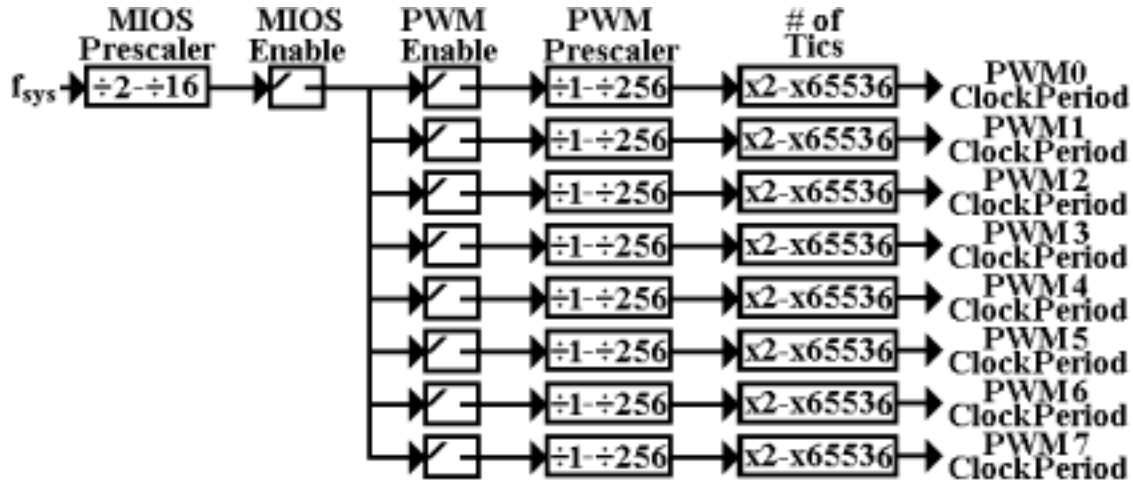 MIOS MIOS PWM PWM # of
Prescaler Enable Enable Prescaler Tics
fsys ÷2-÷16 ÷1-÷256 x2-x65536 PWM0 ClockPeriod
÷1-÷256 x2-x65536 PWM1 ClockPeriod
÷1-÷256 x2-x65536 PWM2 ClockPeriod
÷1-÷256 x2-x65536 PWM3 ClockPeriod
÷1-÷256 x2-x65536 PWM4 ClockPeriod
÷1-÷256 x2-x65536 PWM5 ClockPeriod
÷1-÷256 x2-x65536 PWM6 ClockPeriod
÷1-÷256 x2-x65536 PWM7 ClockPeriod